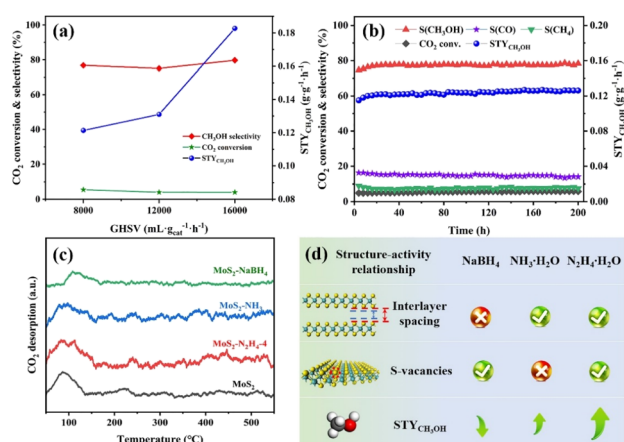 (a)
CO2 conversion & selectivity (%)
100
80
60
40
20
0
CH3OH selectivity
CO2 conversion
STYCH3OH
8000
12000
16000
GHSV (mL·gcat⁻¹·h⁻¹)
0.18
0.16
0.14
0.12
0.10
0.08
STYCH3OH (g·g⁻¹·h⁻¹)
(b)
CO2 conversion & selectivity (%)
100
80
60
40
20
0
S(CH3OH) S(CO) S(CH4)
CO2 conv. STYCH3OH
0 40 80 120 160 200
Time (h)
0.20
0.16
0.12
0.08
0.04
0.00
STYCH3OH (g·g⁻¹·h⁻¹)
(c)
CO2 desorption (a.u.)
MoS2-NaBH4
MoS2-NH3
MoS2-N2H4-4
MoS2
100 200 300 400 500
Temperature (°C)
(d)
Structure-activity
relationship
NaBH4 NH3·H2O N2H4·H2O
Interlayer
spacing
S-vacancies
STYCH3OH